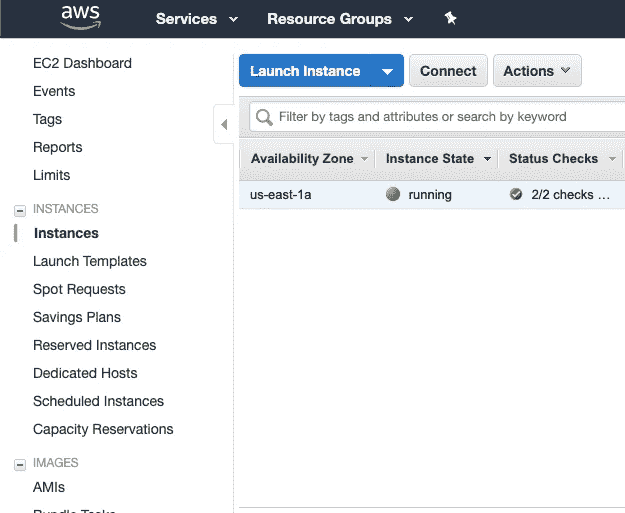 aws Services Resource Groups
EC2 Dashboard
Events
Tags
Reports
Limits
INSTANCES
Instances
Launch Templates
Spot Requests
Savings Plans
Reserved Instances
Dedicated Hosts
Scheduled Instances
Capacity Reservations
IMAGES
AMIs
Launch Instance Connect Actions
Filter by tags and attributes or search by keyword
Availability Zone Instance State Status Checks
us-east-1a running 2/2 checks ...